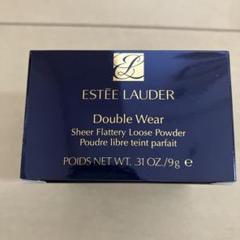 ESTĒE LAUDER
Double Wear
Sheer Flattery Loose Powder
Poudre libre teint parfait
POIDS NET WT. .31 OZ./9g e